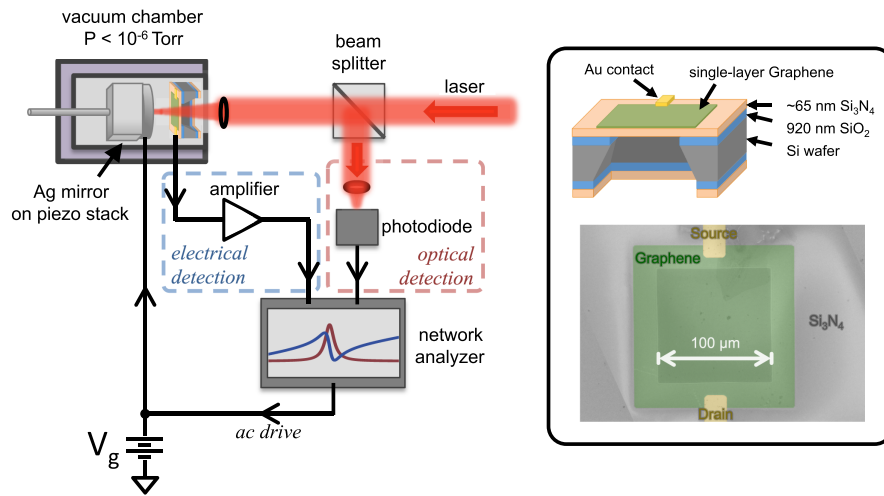 vacuum chamber
P < 10⁻⁶ Torr
beam
splitter
laser
Ag mirror
on piezo stack
amplifier
electrical
detection
photodiode
optical
detection
network
analyzer
ac drive
Vg
Au contact
single-layer Graphene
~65 nm Si₃N₄
920 nm SiO₂
Si wafer
Source
Graphene
Si₃N₄
100 μm
Drain